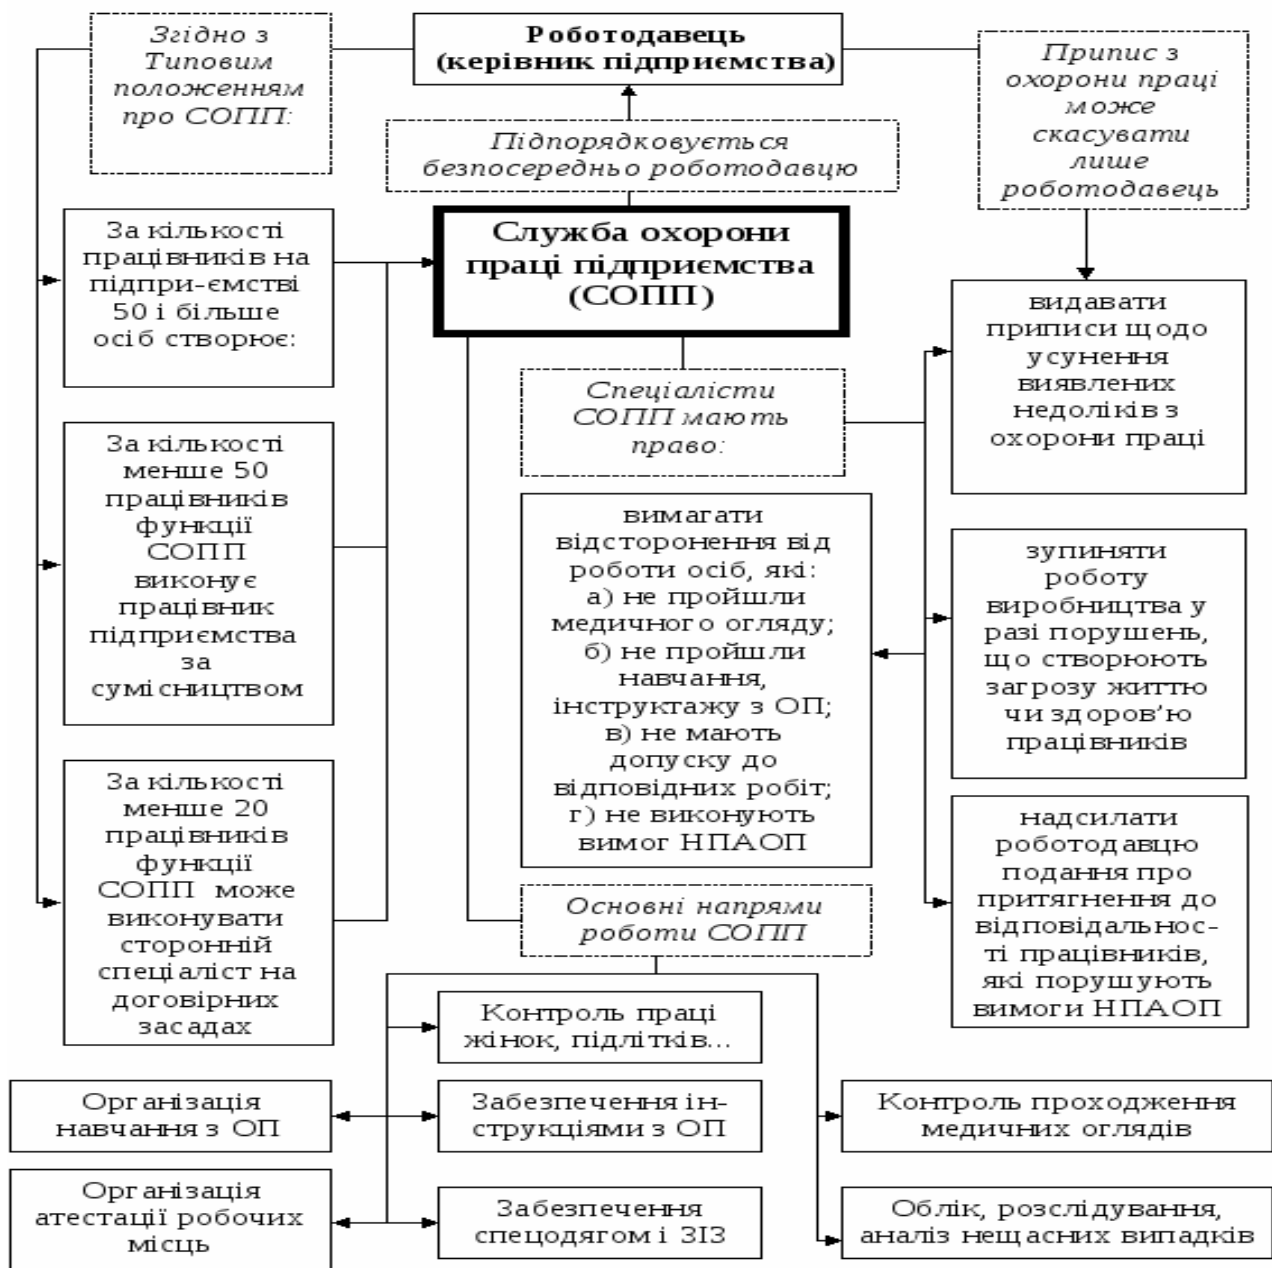 Згідно з
Типовим
положенням
про СОПП:
Роботодавець
(керівник підприємства)
Припис з
охорони праці
може
скасувати
лише
роботодавець
Підпорядковується
безпосередньо роботодавцю
За кількості
працівників на
підпри-ємстві
50 і більше
осіб створює:
Служба охорони
праці підприємства
(СОПП)
видавати
приписи щодо
усунення
виявлених
недоліків з
охорони праці
Спеціалісти
СОПП мають
право:
За кількості
менше 50
працівників
функції
СОПП
виконує
працівник
підприємства
за
сумісництвом
вимагати
відсторонення від
роботи осіб, які:
а) не пройшли
медичного огляду;
б) не пройшли
навчання,
інструктажу з ОП;
в) не мають
допуску до
відповідних робіт;
г) не виконують
вимог НПАОП
зупиняти
роботу
виробництва у
разі порушень,
що створюють
загрозу життю
чи здоров’ю
працівників
За кількості
менше 20
працівників
функції
СОПП може
виконувати
сторонній
спеціаліст на
договірних
засадах
надсилати
роботодавцю
подання про
притягнення до
відповідальнос-
ті працівників,
які порушують
вимоги НПАОП
Основні напрями
роботи СОПП
Контроль праці
жінок, підлітків...
Організація
навчання з ОП
Забезпечення ін-
струкціями з ОП
Контроль проходження
медичних оглядів
Організація
атестації робочих
місць
Забезпечення
спецодягом і ЗІЗ
Облік, розслідування,
аналіз нещасних випадків